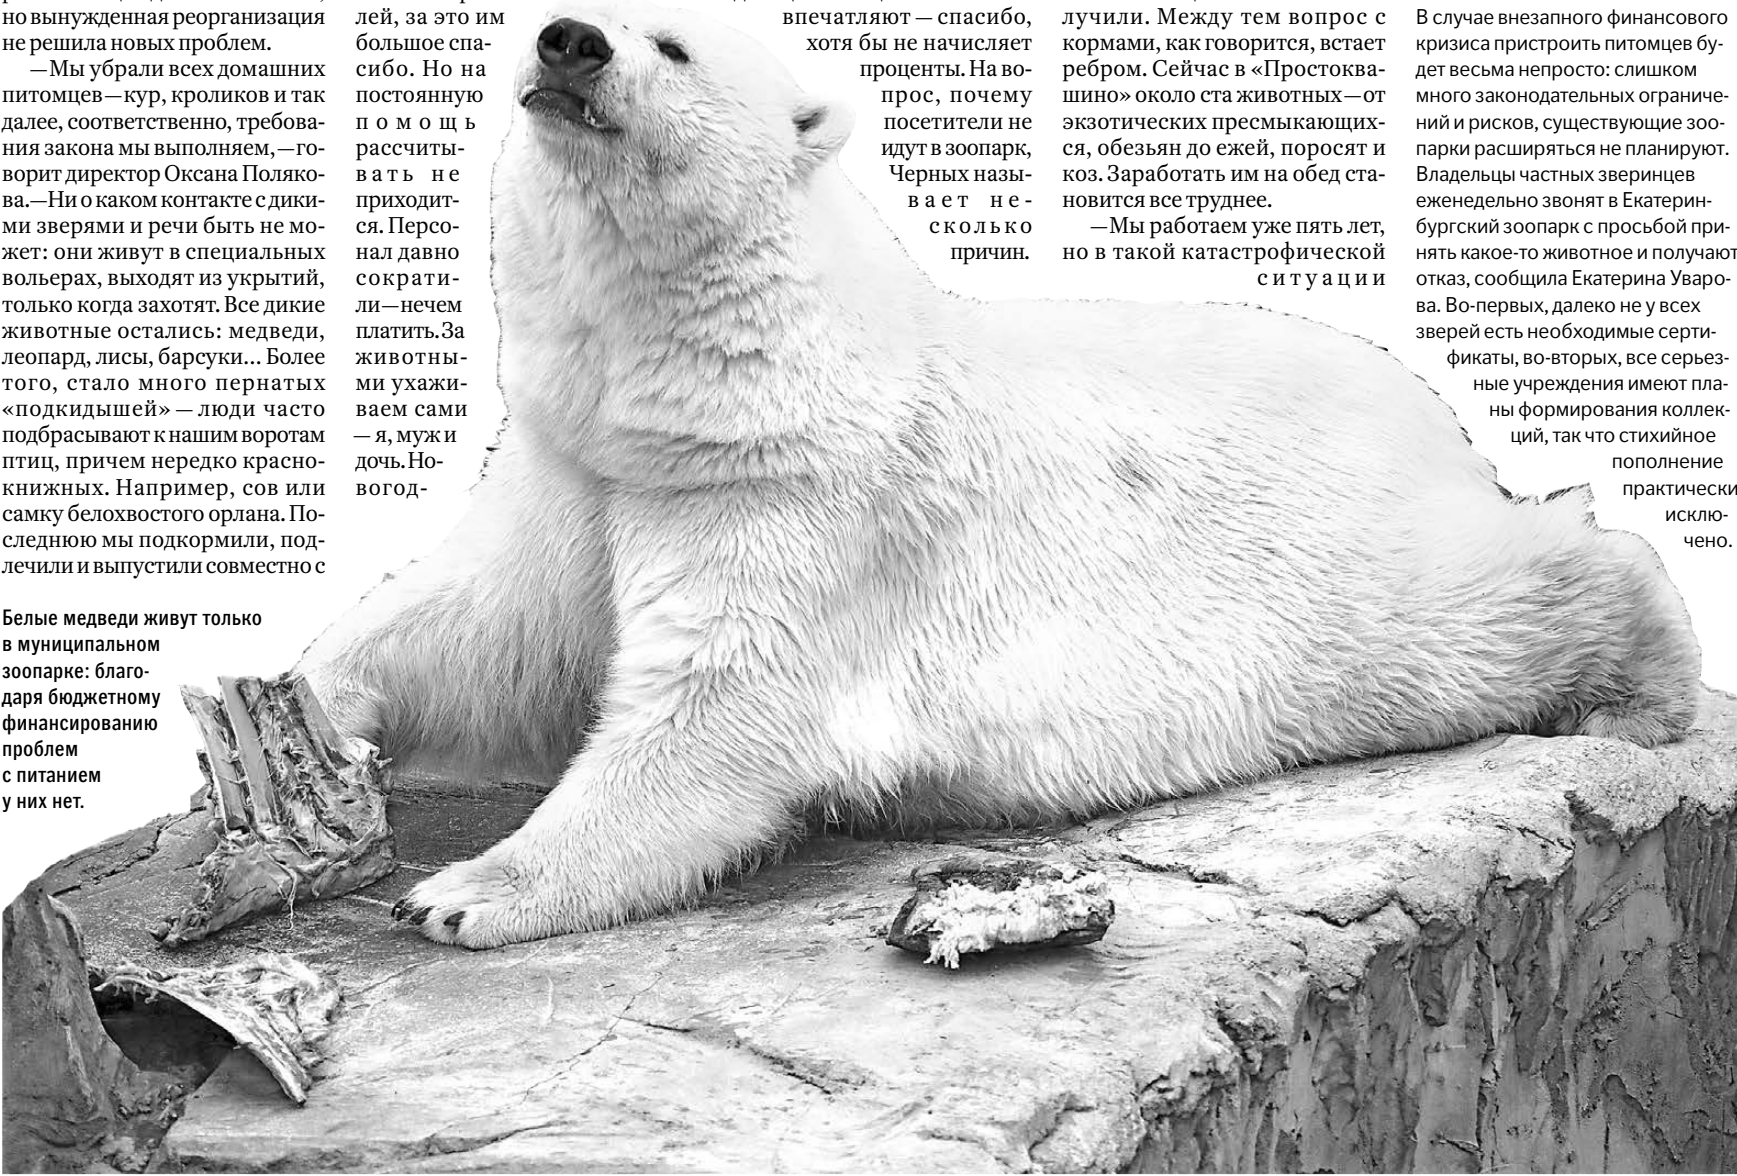 но вынужденная реорганизация
не решила новых проблем.
—Мы убрали всех домашних
питомцев—кур, кроликов и так
далее, соответственно, требова-
ния закона мы выполняем,—го-
ворит директор Оксана Поляко-
ва.—Ни о каком контакте с дики-
ми зверями и речи быть не мо-
жет: они живут в специальных
вольерах, выходят из укрытий,
только когда захотят. Все дикие
животные остались: медведи,
леопард, лисы, барсуки... Более
того, стало много пернатых
«подкидышей» — люди часто
подбрасывают к нашим воротам
птиц, причем нередко красно-
книжных. Например, сов или
самку белохвостого орлана. По-
следнюю мы подкормили, под-
лечили и выпустили совместно с
лей, за это им
большое спа-
сибо. Но на
постоянную
помощь
рассчиты-
вать не
приходит-
ся. Персо-
нал давно
сократи-
ли—нечем
платить. За
животны-
ми ухажи-
ваем сами
— я, муж и
дочь. Но-
вогод-
впечатляют — спасибо,
хотя бы не начисляет
проценты. На во-
прос, почему
посетители не
идут в зоопарк,
Черных назы-
вает не-
сколько
причин.
лучили. Между тем вопрос с
кормами, как говорится, встает
ребром. Сейчас в «Простоква-
шино» около ста животных—от
экзотических пресмыкающих-
ся, обезьян до ежей, поросят и
коз. Заработать им на обед ста-
новится все труднее.
—Мы работаем уже пять лет,
но в такой катастрофической
ситуации
В случае внезапного финансового
кризиса пристроить питомцев бу-
дет весьма непросто: слишком
много законодательных ограниче-
ний и рисков, существующие зоо-
парки расширяться не планируют.
Владельцы частных зверинцев
еженедельно звонят в Екатерин-
бургский зоопарк с просьбой при-
нять какое-то животное и получают
отказ, сообщила Екатерина Уваро-
ва. Во-первых, далеко не у всех
зверей есть необходимые серти-
фикаты, во-вторых, все серьез-
ные учреждения имеют пла-
ны формирования коллек-
ций, так что стихийное
пополнение
практически
исклю-
чено.
Белые медведи живут только
в муниципальном
зоопарке: благо-
даря бюджетному
финансированию
проблем
с питанием
у них нет.